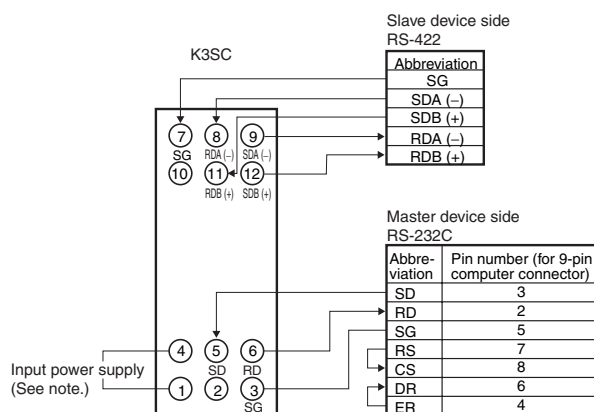 Slave device side
RS-422
K3SC
Abbreviation
SG
SDA (−)
SDB (+)
RDA (−)
RDB (+)
7 8 9
SG RDA (−) SDA (−)
10 11 12
RDB (+) SDB (+)
Master device side
RS-232C
Abbre-viation Pin number (for 9-pin computer connector)
SD 3
RD 2
SG 5
RS 7
CS 8
DR 6
ER 4
4 5 6
SD RD
Input power supply
(See note.)
1 2 3
SG